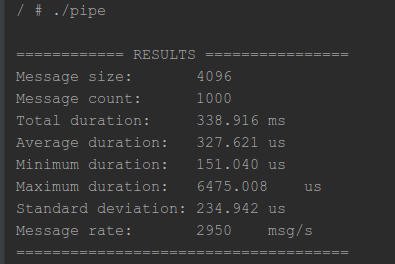 / # ./pipe
============ RESULTS ================
Message size:       4096
Message count:      1000
Total duration:     338.916 ms
Average duration:   327.621 us
Minimum duration:   151.040 us
Maximum duration:   6475.008    us
Standard deviation: 234.942 us
Message rate:       2950    msg/s
=====================================